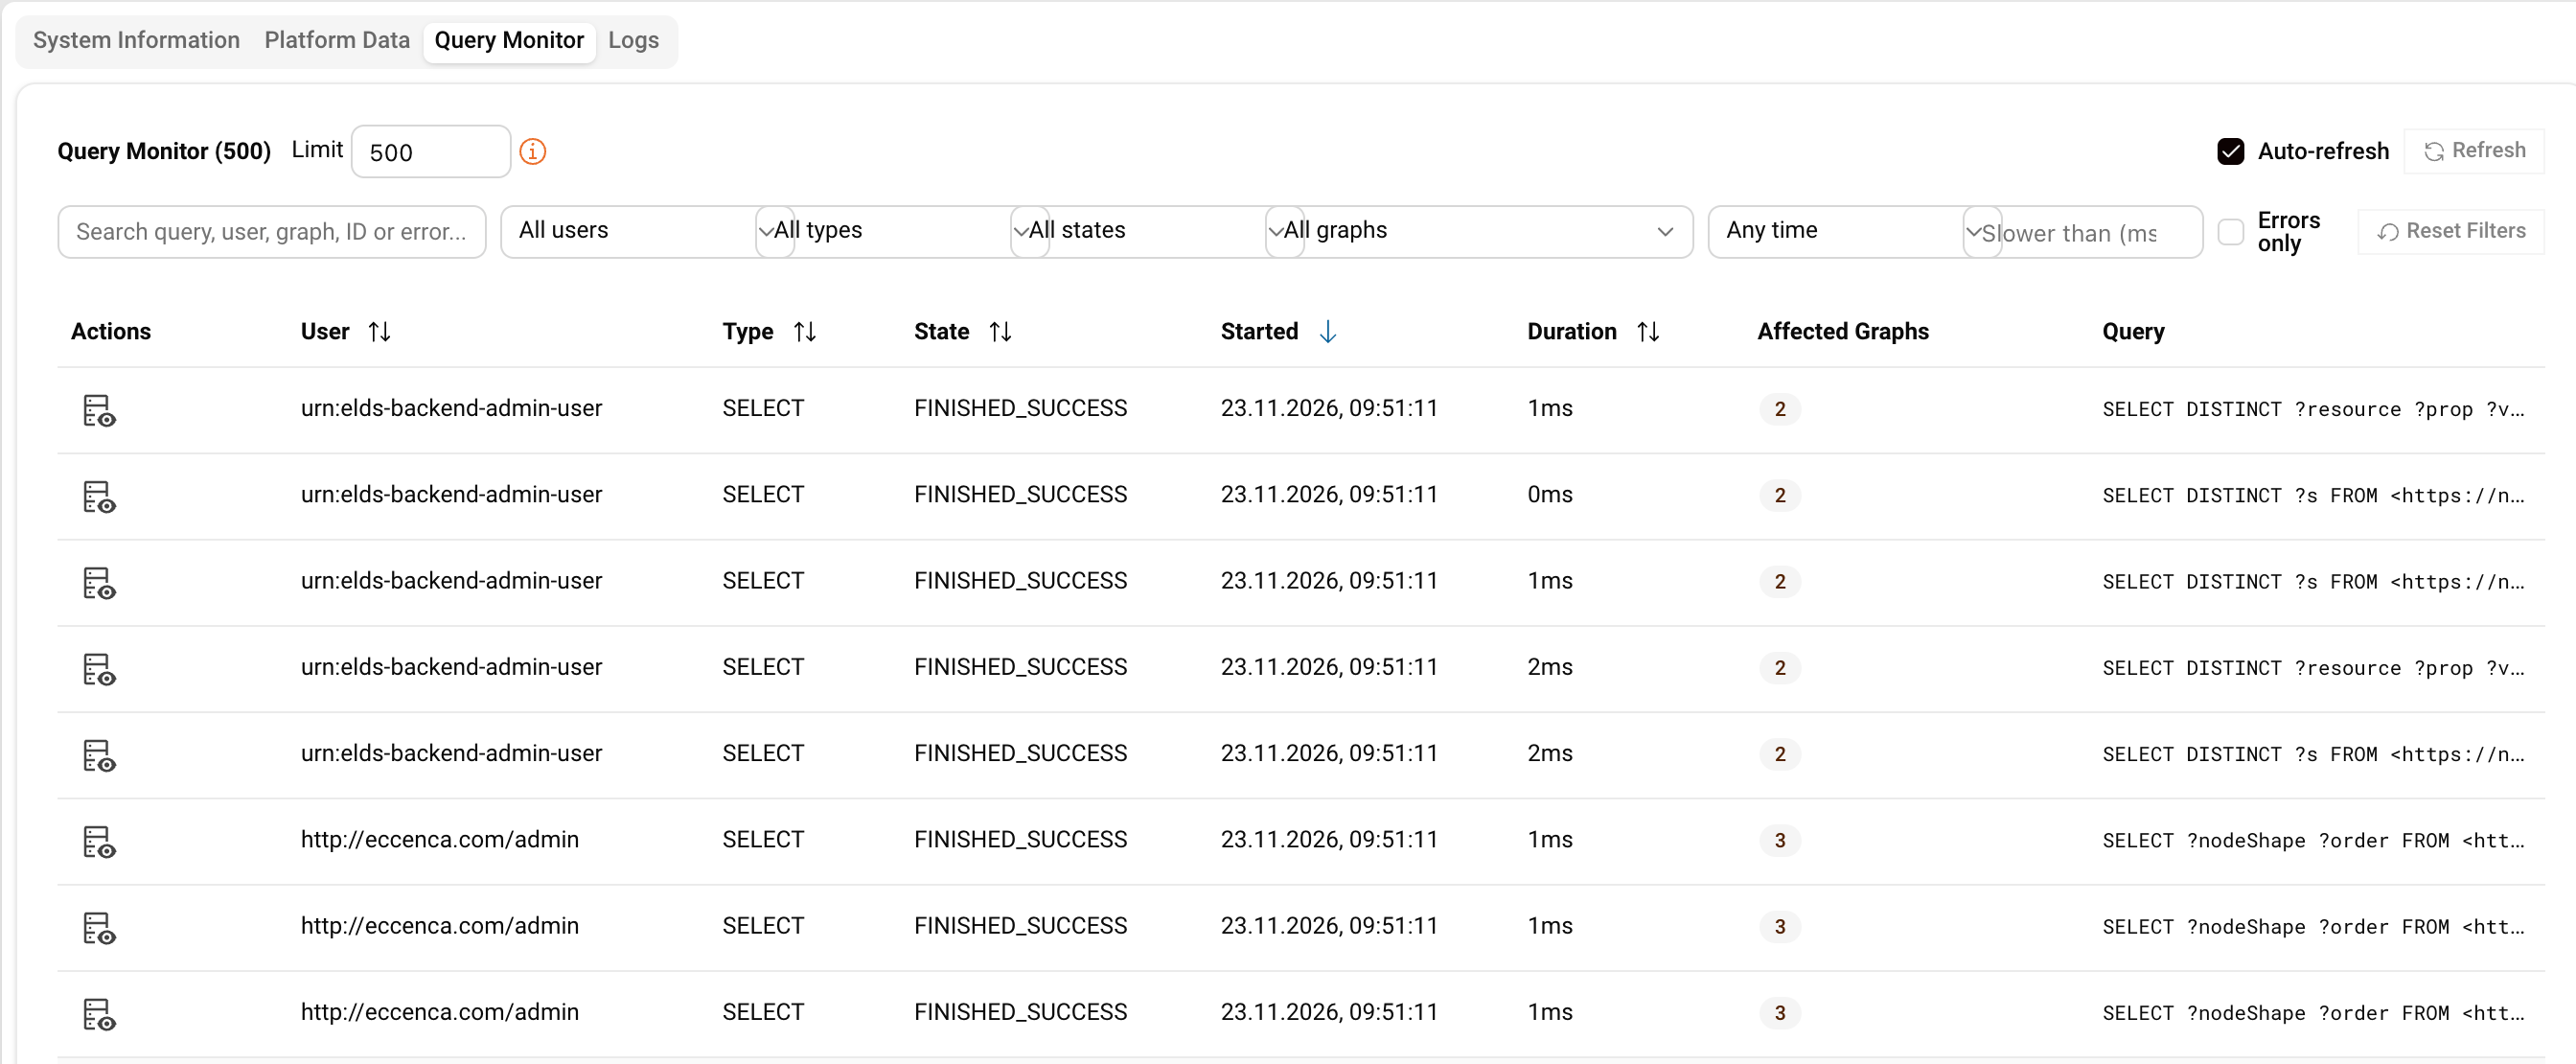 System Information Platform Data Query Monitor Logs
Query Monitor (500) Limit 500 Auto-refresh Refresh
Search query, user, graph, ID or error... All users All types All states All graphs Any time Slower than (ms Errors only Reset Filters
Actions User Type State Started Duration Affected Graphs Query
urn:elds-backend-admin-user SELECT FINISHED_SUCCESS 23.11.2026, 09:51:11 1ms 2 SELECT DISTINCT ?resource ?prop ?v...
urn:elds-backend-admin-user SELECT FINISHED_SUCCESS 23.11.2026, 09:51:11 0ms 2 SELECT DISTINCT ?s FROM <https://n...
urn:elds-backend-admin-user SELECT FINISHED_SUCCESS 23.11.2026, 09:51:11 1ms 2 SELECT DISTINCT ?s FROM <https://n...
urn:elds-backend-admin-user SELECT FINISHED_SUCCESS 23.11.2026, 09:51:11 2ms 2 SELECT DISTINCT ?resource ?prop ?v...
urn:elds-backend-admin-user SELECT FINISHED_SUCCESS 23.11.2026, 09:51:11 2ms 2 SELECT DISTINCT ?s FROM <https://n...
http://eccenca.com/admin SELECT FINISHED_SUCCESS 23.11.2026, 09:51:11 1ms 3 SELECT ?nodeShape ?order FROM <htt...
http://eccenca.com/admin SELECT FINISHED_SUCCESS 23.11.2026, 09:51:11 1ms 3 SELECT ?nodeShape ?order FROM <htt...
http://eccenca.com/admin SELECT FINISHED_SUCCESS 23.11.2026, 09:51:11 1ms 3 SELECT ?nodeShape ?order FROM <htt...